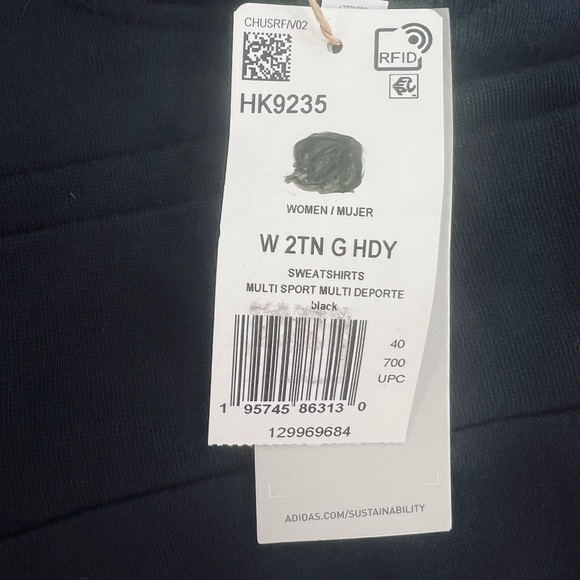 CHUSRF/V02
RFID
HK9235
WOMEN / MUJER
W 2TN G HDY
SWEATSHIRTS
MULTI SPORT MULTI DEPORTE
black
40
700
UPC
1 95745 86313 0
129969684
ADIDAS.COM/SUSTAINABILITY